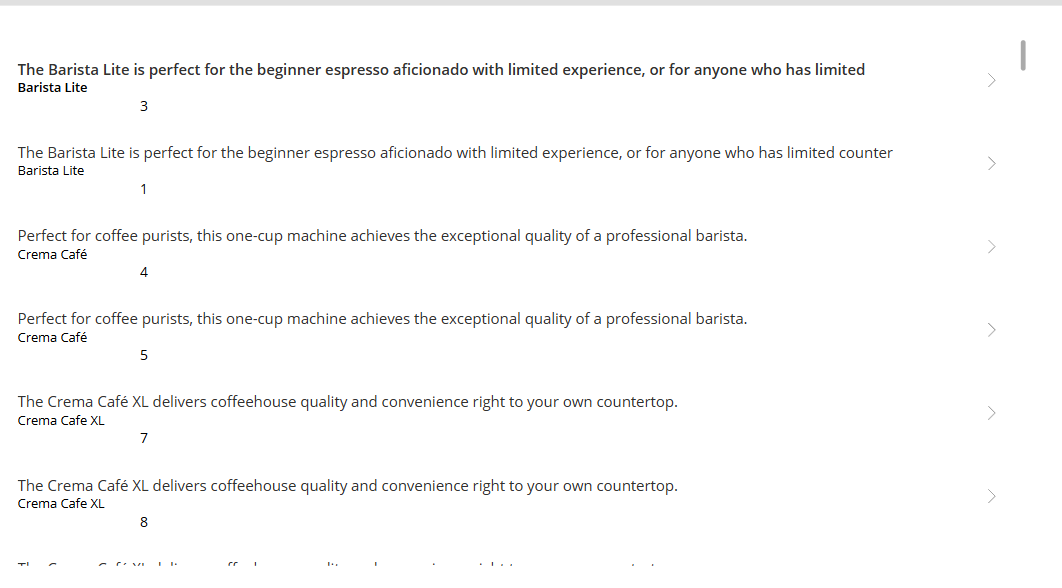 The Barista Lite is perfect for the beginner espresso aficionado with limited experience, or for anyone who has limited
Barista Lite
3
The Barista Lite is perfect for the beginner espresso aficionado with limited experience, or for anyone who has limited counter
Barista Lite
1
Perfect for coffee purists, this one-cup machine achieves the exceptional quality of a professional barista.
Crema Café
4
Perfect for coffee purists, this one-cup machine achieves the exceptional quality of a professional barista.
Crema Café
5
The Crema Café XL delivers coffeehouse quality and convenience right to your own countertop.
Crema Cafe XL
7
The Crema Café XL delivers coffeehouse quality and convenience right to your own countertop.
Crema Cafe XL
8